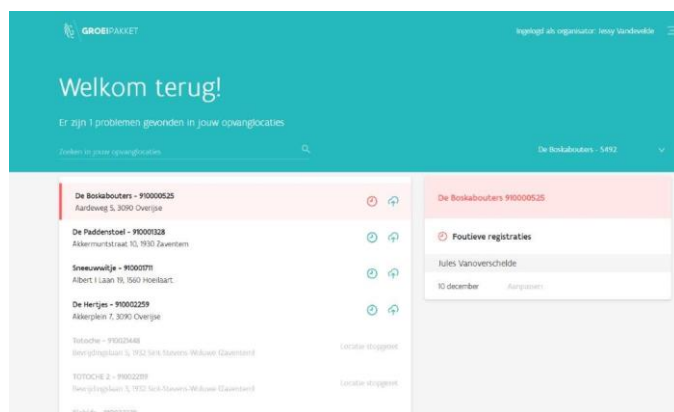 GROEIPAKKET
Ingelogd als organisator: Jessy Vandevelde
Welkom terug!
Er zijn 1 problemen gevonden in jouw opvanglocaties
Zoeken in jouw opvanglocaties
De Boskabouters - 5492
De Boskabouters - 910000525
Aardeweg 5, 3090 Overijse
De Paddenstoel - 910001328
Akkermuntstraat 10, 1930 Zaventem
Sneeuwwitje - 910001711
Albert I Laan 19, 1560 Hoeilaart
De Hertjes - 910002259
Akkerplein 7, 3090 Overijse
Totoche -
Locatie stopgezet
TOTOCHE 2 -
Locatie stopgezet
De Boskabouters 910000525
Foutieve registraties
Jules Vanoverschelde
10 december Aanpassen